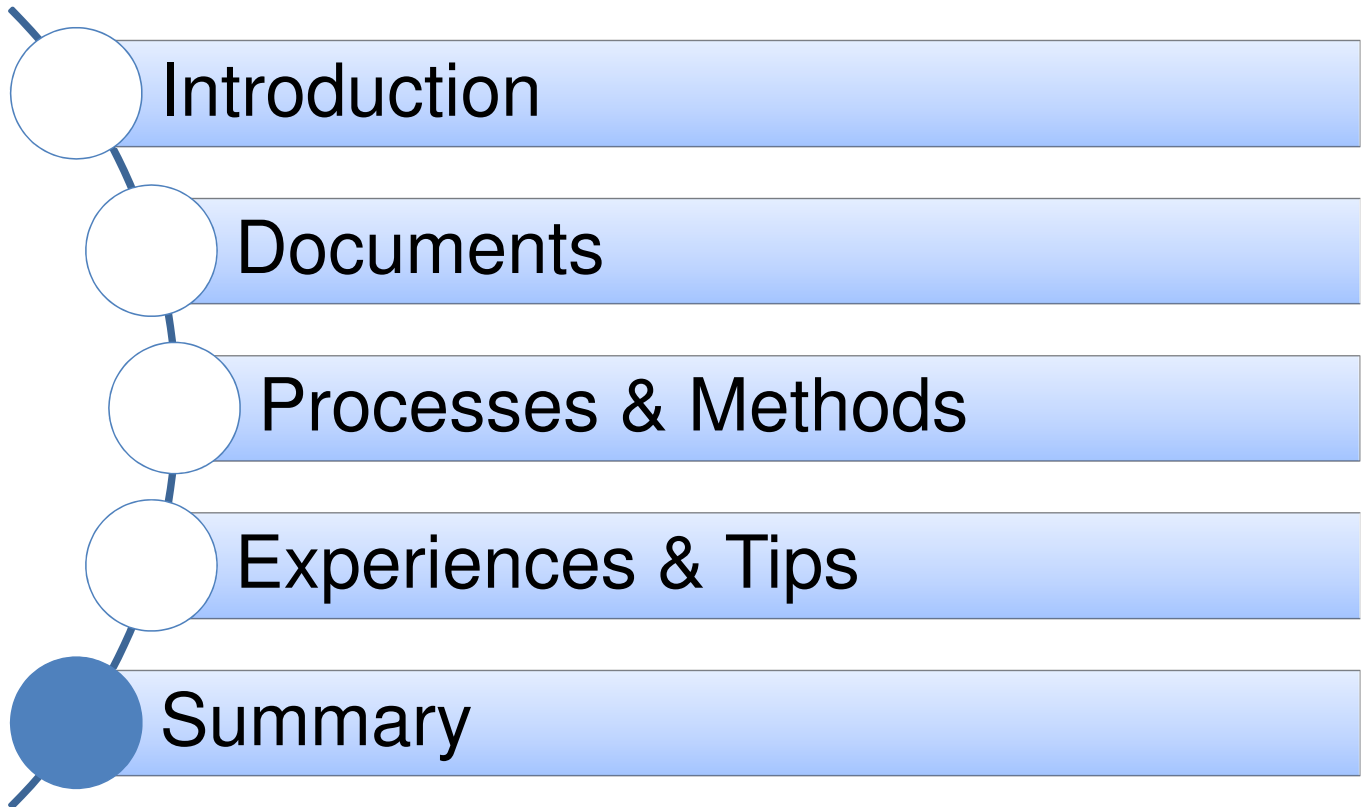 Introduction
Documents
Processes & Methods
Experiences & Tips
Summary